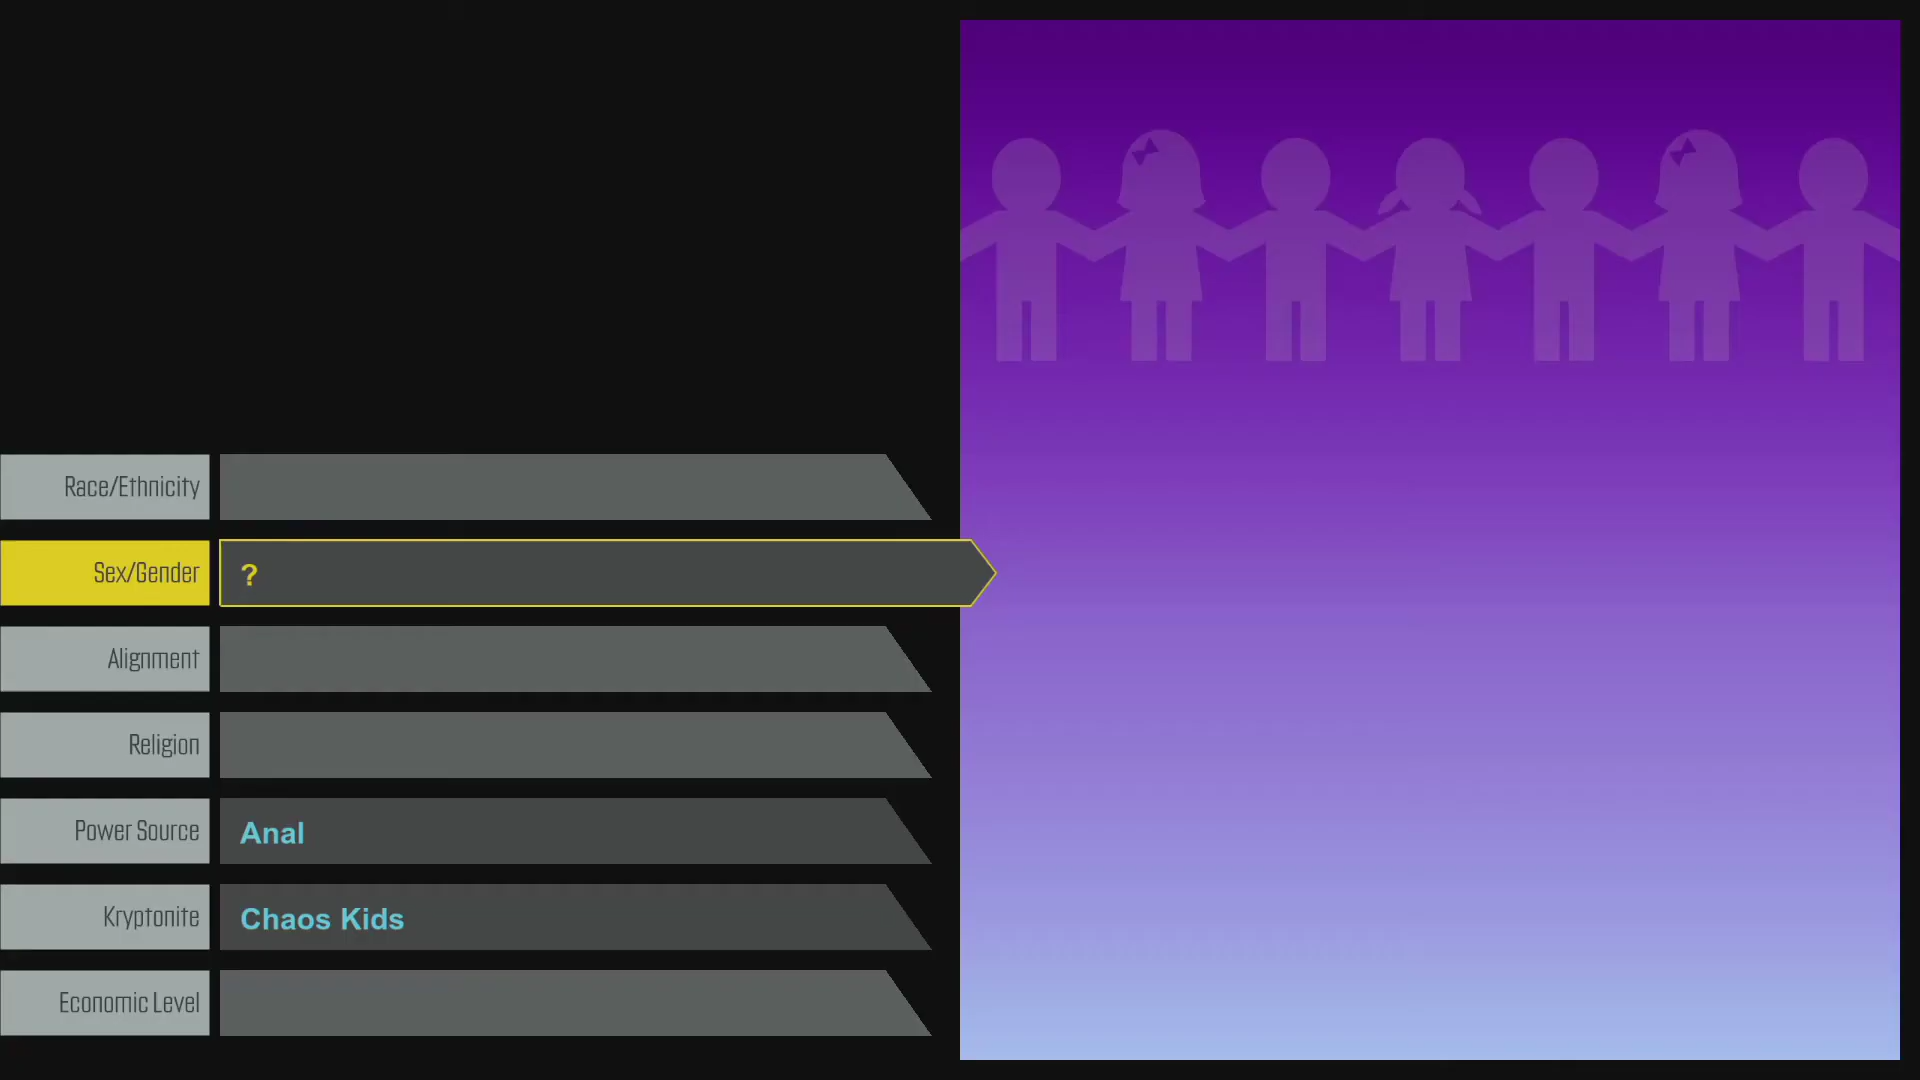 Race/Ethnicity
Sex/Gender ?
Alignment
Religion
Power Source Anal
Kryptonite Chaos Kids
Economic Level